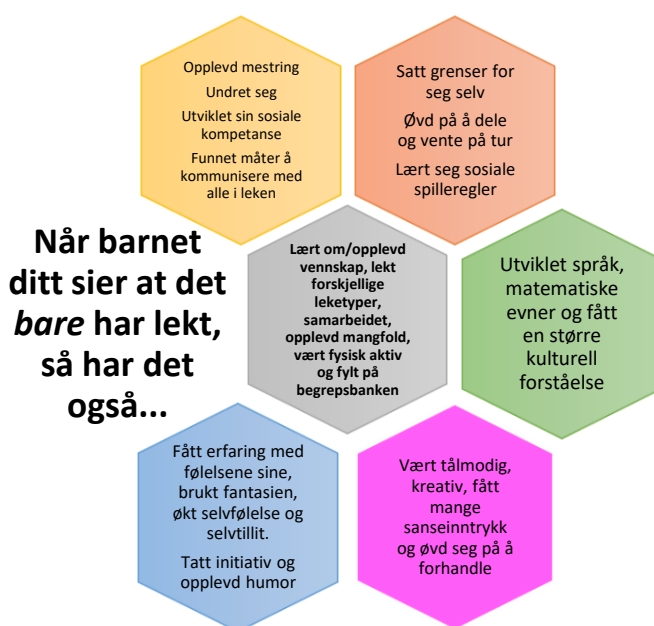 Opplevd mestring
Undret seg
Utviklet sin sosiale
kompetanse
Funnet måter å
kommunisere med
alle i leken
Satt grenser for
seg selv
Øvd på å dele
og vente på tur
Lært seg sosiale
spilleregler
Når barnet
ditt sier at det
bare har lekt,
så har det
også...
Lært om/opplevd
vennskap, lekt
forskjellige
leketyper,
samarbeidet,
opplevd mangfold,
vært fysisk aktiv
og fylt på
begrepsbanken
Utviklet språk,
matematiske
evner og fått
en større
kulturell
forståelse
Fått erfaring med
følelsene sine,
brukt fantasien,
økt selvfølelse og
selvtillit.
Tatt initiativ og
opplevd humor
Vært tålmodig,
kreativ, fått
mange
sanseinntrykk
og øvd seg på å
forhandle